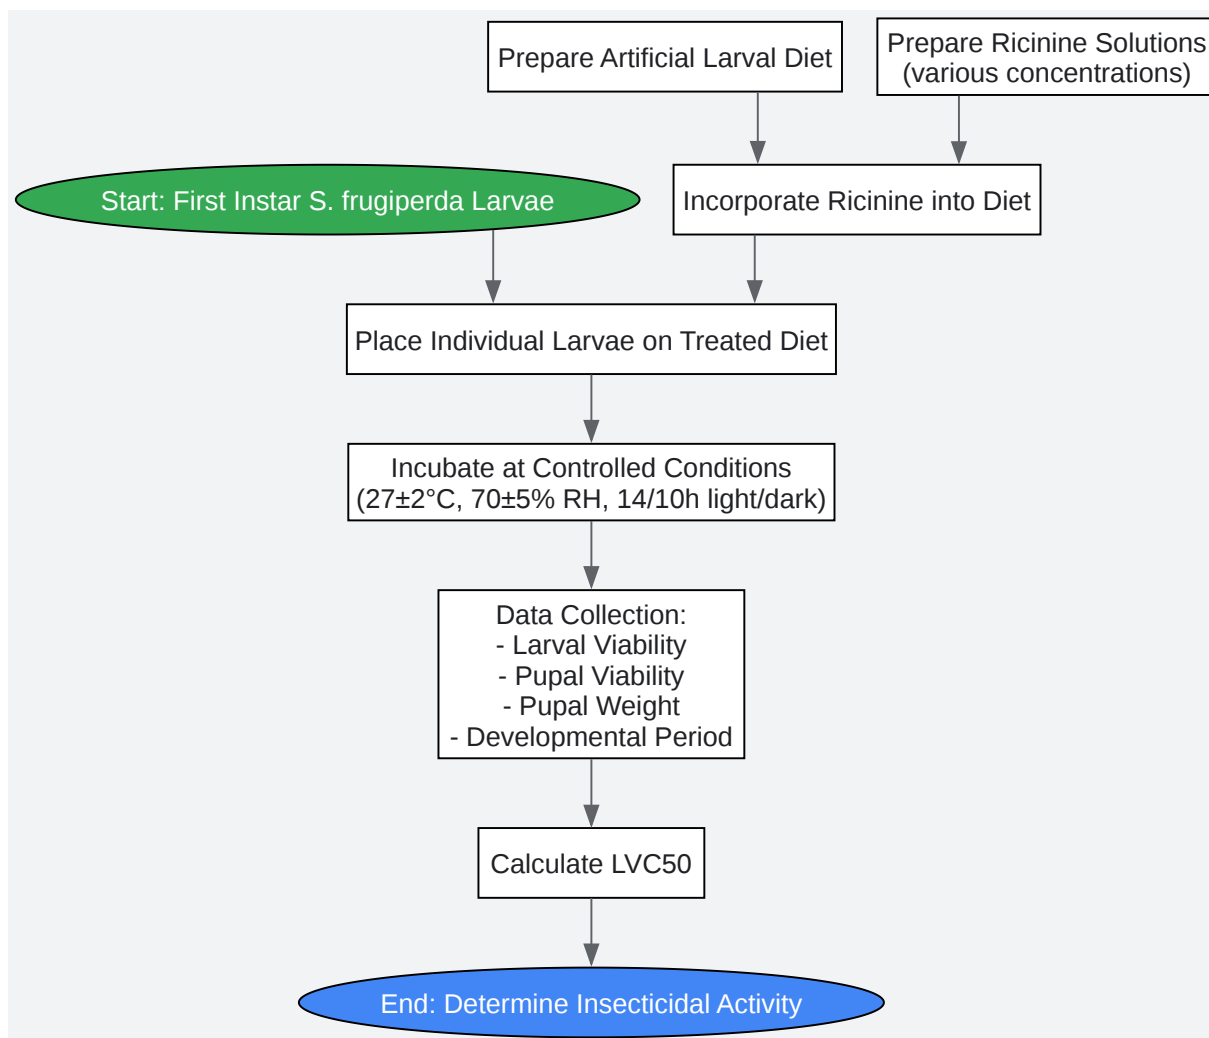 Prepare Artificial Larval Diet
Prepare Ricinine Solutions
(various concentrations)
Start: First Instar S. frugiperda Larvae
Incorporate Ricinine into Diet
Place Individual Larvae on Treated Diet
Incubate at Controlled Conditions
(27±2°C, 70±5% RH, 14/10h light/dark)
Data Collection:
- Larval Viability
- Pupal Viability
- Pupal Weight
- Developmental Period
Calculate LVC50
End: Determine Insecticidal Activity